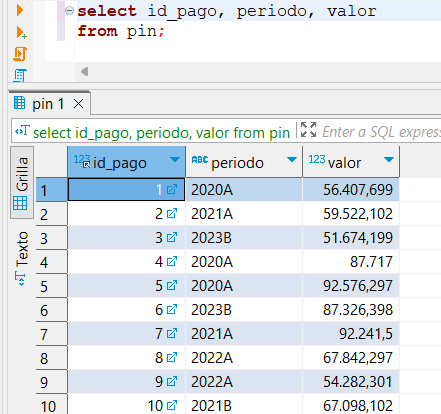 select id_pago, periodo, valor
from pin;
pin 1
select id_pago, periodo, valor from pin Enter a SQL expres
Grilla
Texto
123 id_pago ABC periodo 123 valor
1 1 2020A 56.407,699
2 2 2021A 59.522,102
3 3 2023B 51.674,199
4 4 2020A 87.717
5 5 2020A 92.576,297
6 6 2023B 87.326,398
7 7 2021A 92.241,5
8 8 2022A 67.842,297
9 9 2022A 54.282,301
10 10 2021B 67.098,102